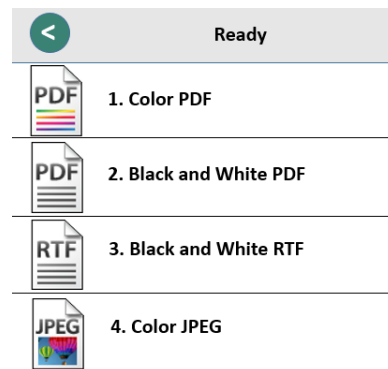 < Ready
PDF 1. Color PDF
PDF 2. Black and White PDF
RTF 3. Black and White RTF
JPEG 4. Color JPEG